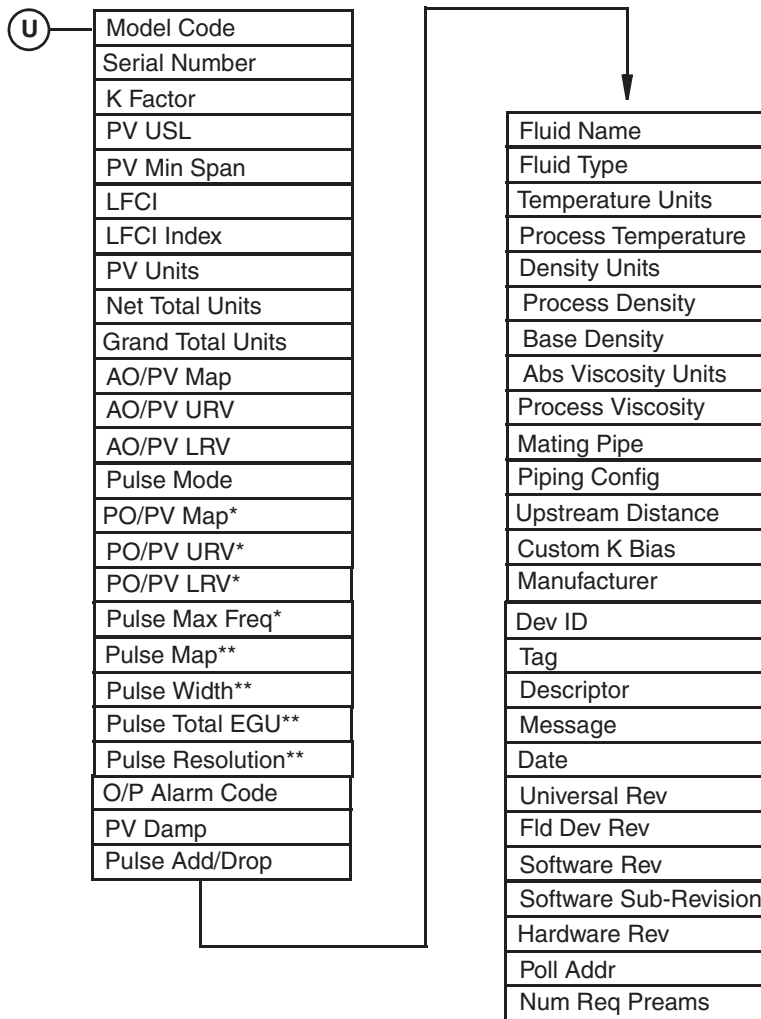 U
Model Code
Serial Number
K Factor
PV USL
PV Min Span
LFCI
LFCI Index
PV Units
Net Total Units
Grand Total Units
AO/PV Map
AO/PV URV
AO/PV LRV
Pulse Mode
PO/PV Map*
PO/PV URV*
PO/PV LRV*
Pulse Max Freq*
Pulse Map**
Pulse Width**
Pulse Total EGU**
Pulse Resolution**
O/P Alarm Code
PV Damp
Pulse Add/Drop
Fluid Name
Fluid Type
Temperature Units
Process Temperature
Density Units
Process Density
Base Density
Abs Viscosity Units
Process Viscosity
Mating Pipe
Piping Config
Upstream Distance
Custom K Bias
Manufacturer
Dev ID
Tag
Descriptor
Message
Date
Universal Rev
Fld Dev Rev
Software Rev
Software Sub-Revision
Hardware Rev
Poll Addr
Num Req Preams